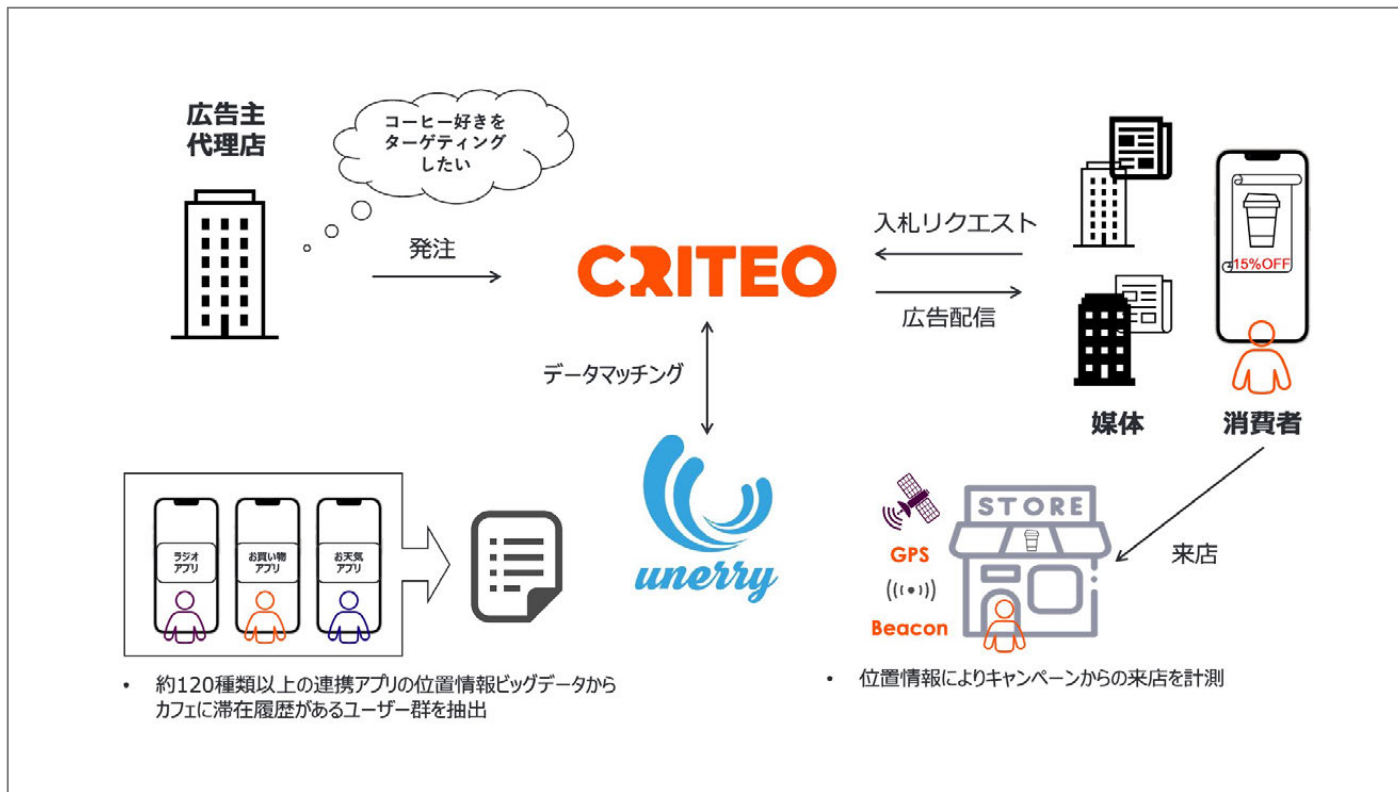 広告主
代理店
コーヒー好きを
ターゲティング
したい
発注
CRITEO
入札リクエスト
広告配信
15%OFF
媒体
消費者
データマッチング
unerry
ラジオ
アプリ
お買い物
アプリ
お天気
アプリ
• 約120種類以上の連携アプリの位置情報ビッグデータから
カフェに滞在履歴があるユーザー群を抽出
STORE
GPS
Beacon
来店
• 位置情報によりキャンペーンからの来店を計測